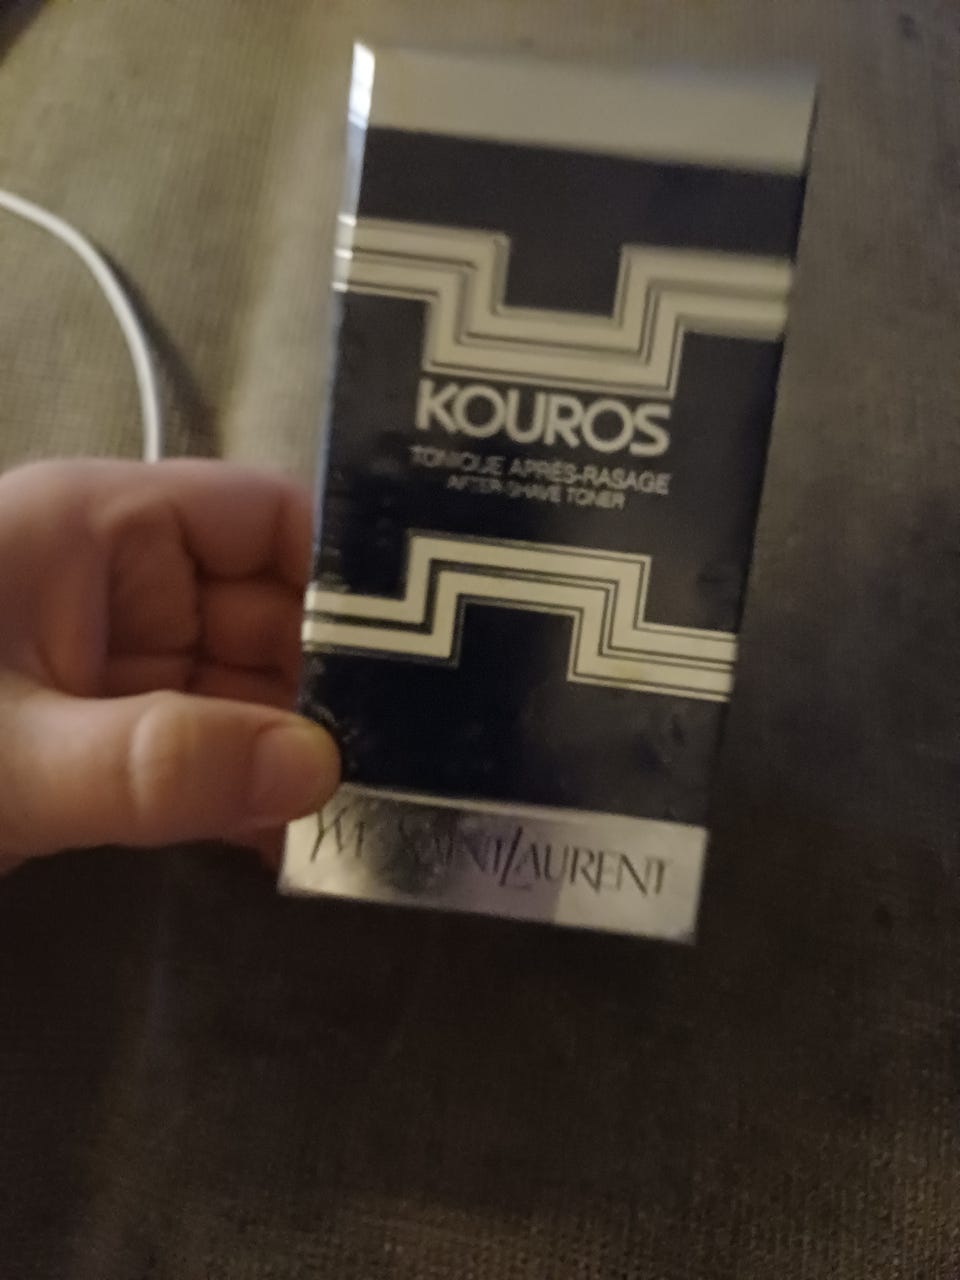 KOUROS
TONIQUE APRÈS-RASAGE
AFTER SHAVE TONER
YVES SAINT LAURENT